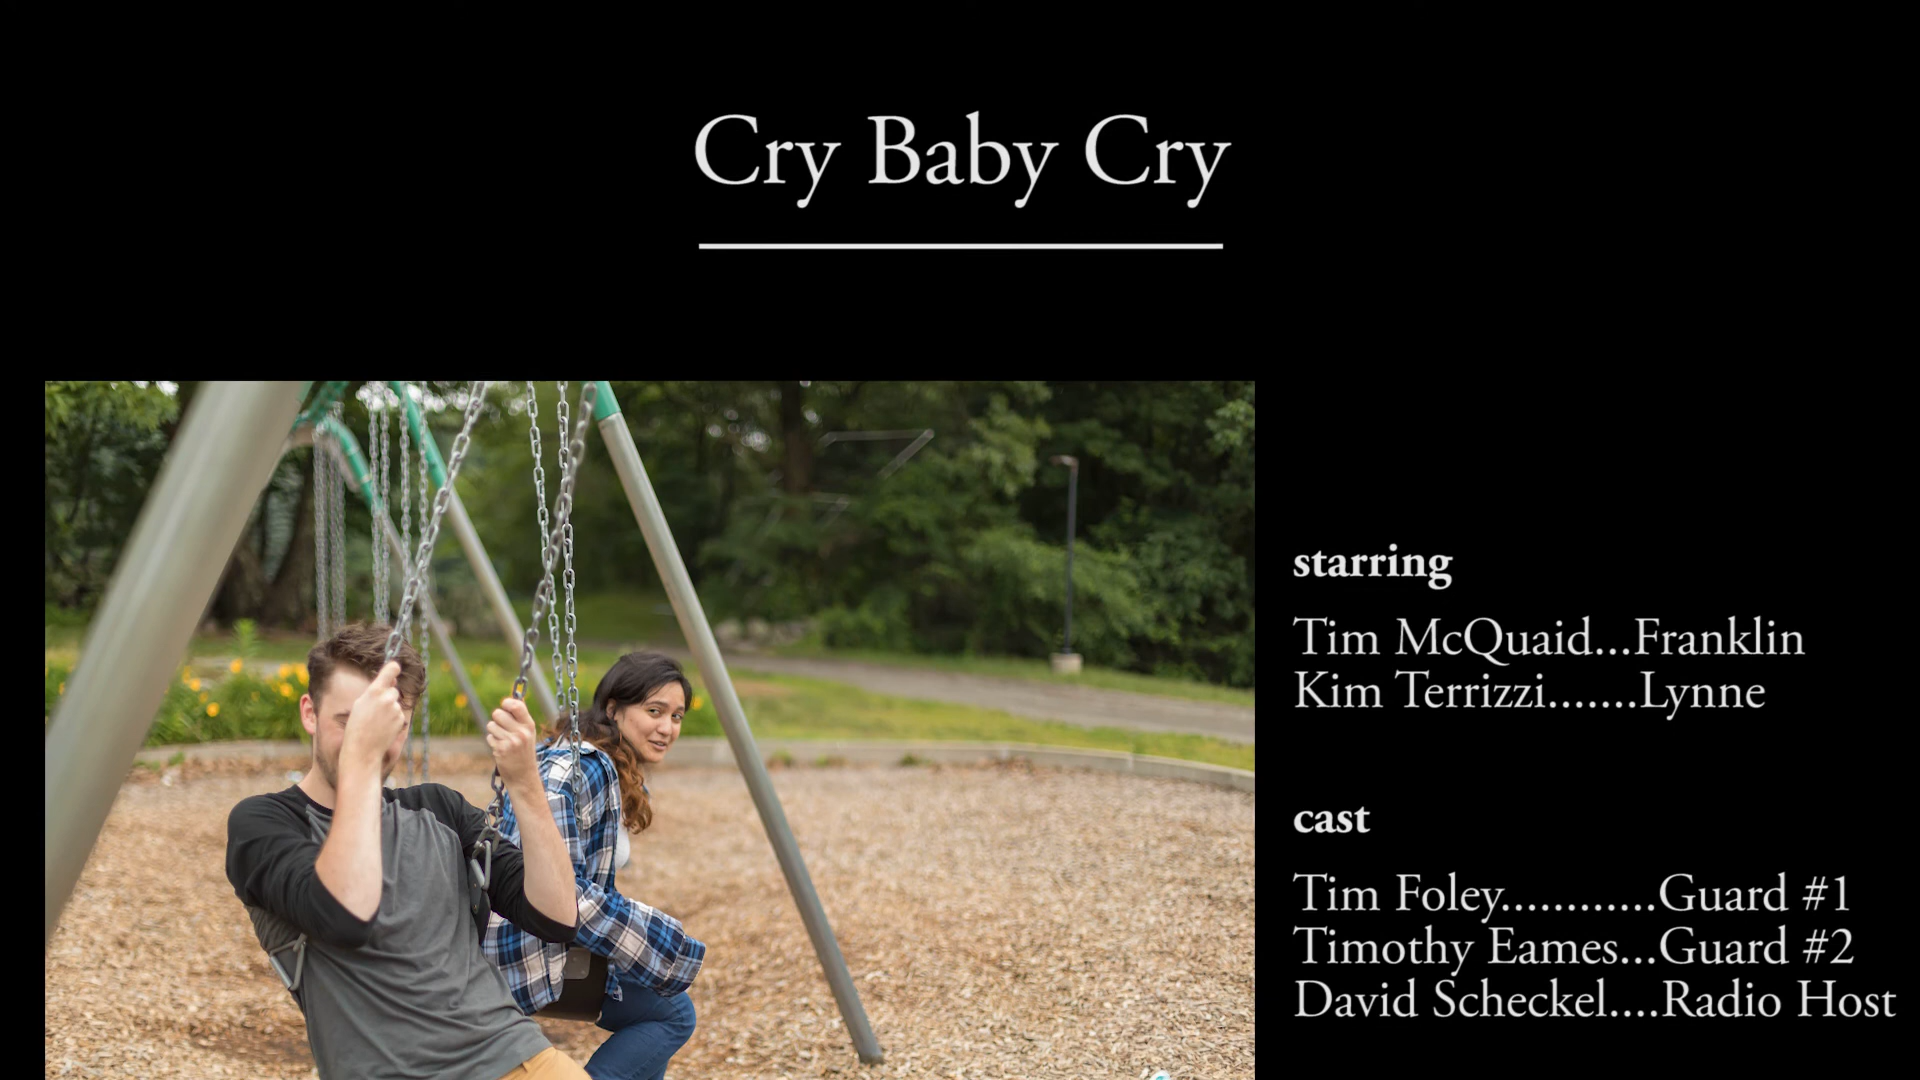 Cry Baby Cry
starring
Tim McQuaid...Franklin
Kim Terrizzi.......Lynne
cast
Tim Foley............Guard #1
Timothy Eames...Guard #2
David Scheckel....Radio Host